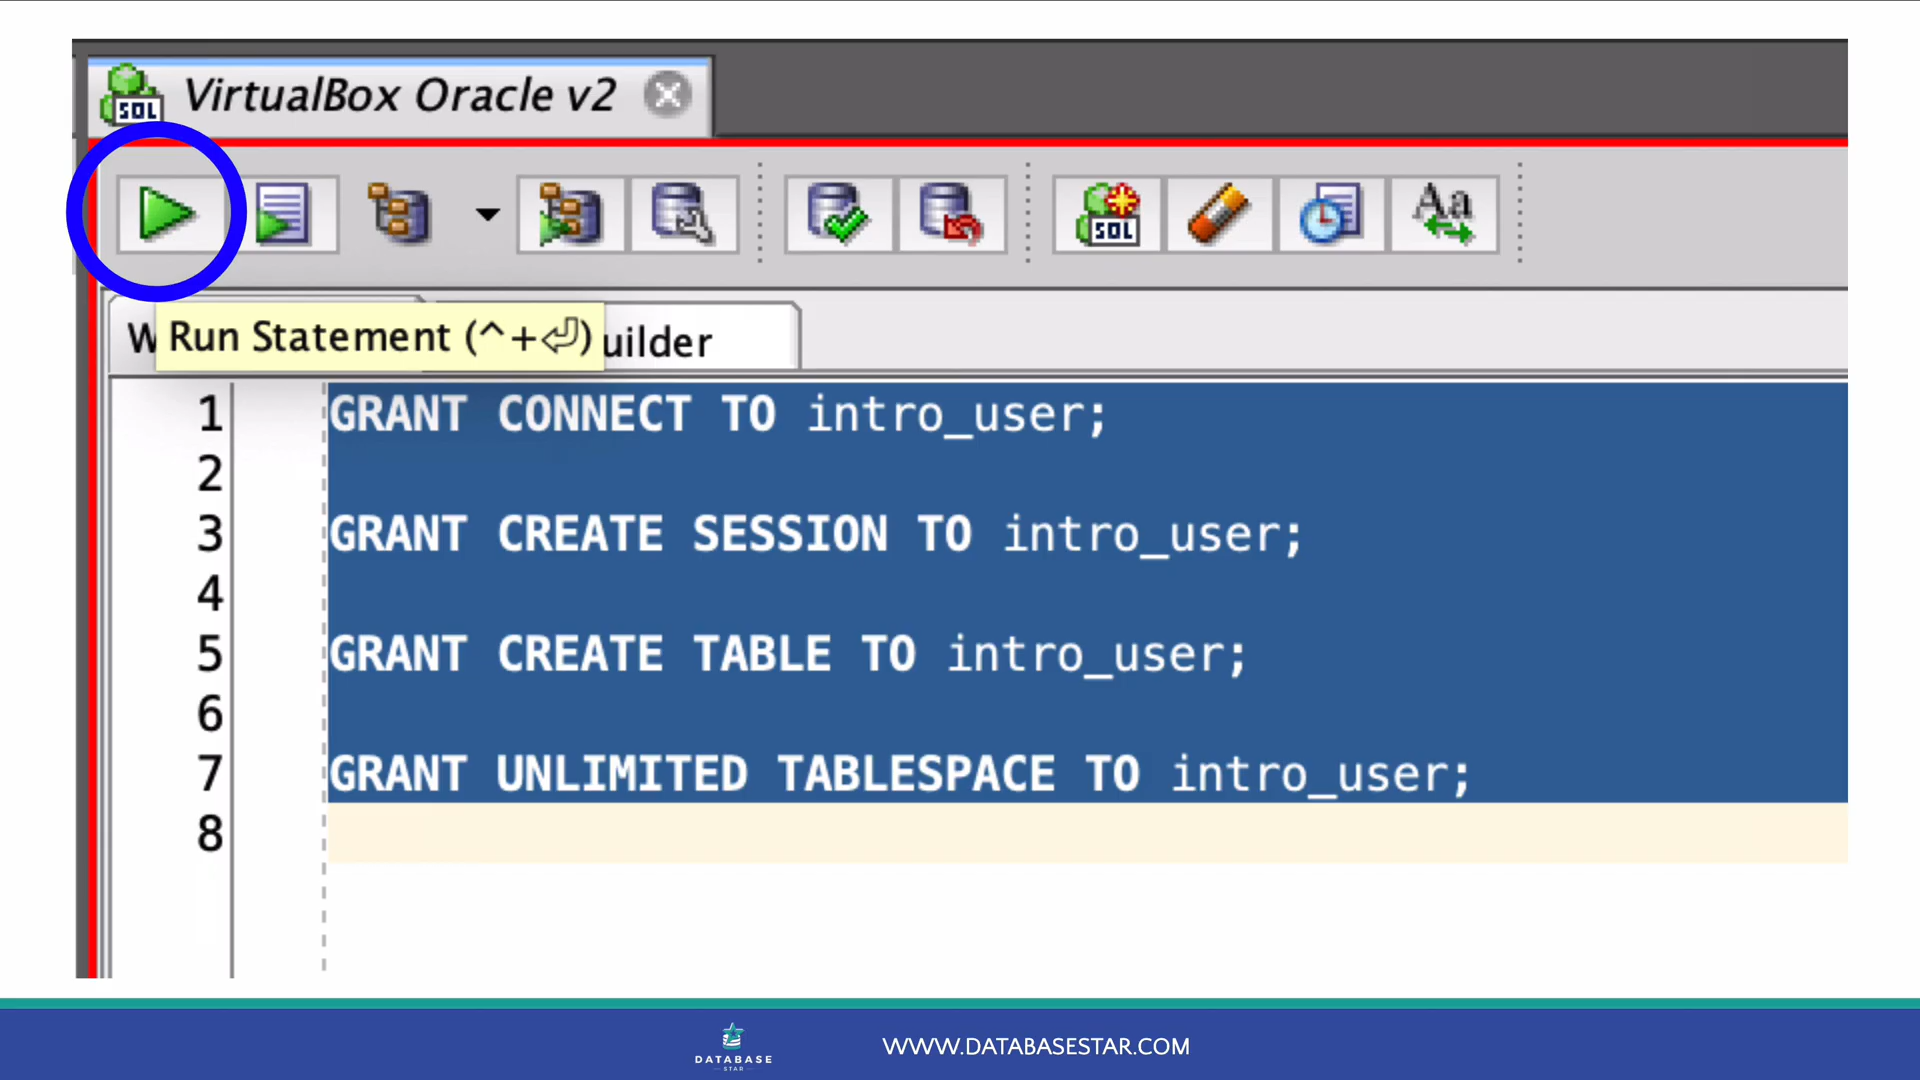 VirtualBox Oracle v2
SQL
SQL
Aa
W
Run Statement (^+⏎)
uilder
1 GRANT CONNECT TO intro_user;
2
3 GRANT CREATE SESSION TO intro_user;
4
5 GRANT CREATE TABLE TO intro_user;
6
7 GRANT UNLIMITED TABLESPACE TO intro_user;
8
DATABASE
STAR
WWW.DATABASESTAR.COM